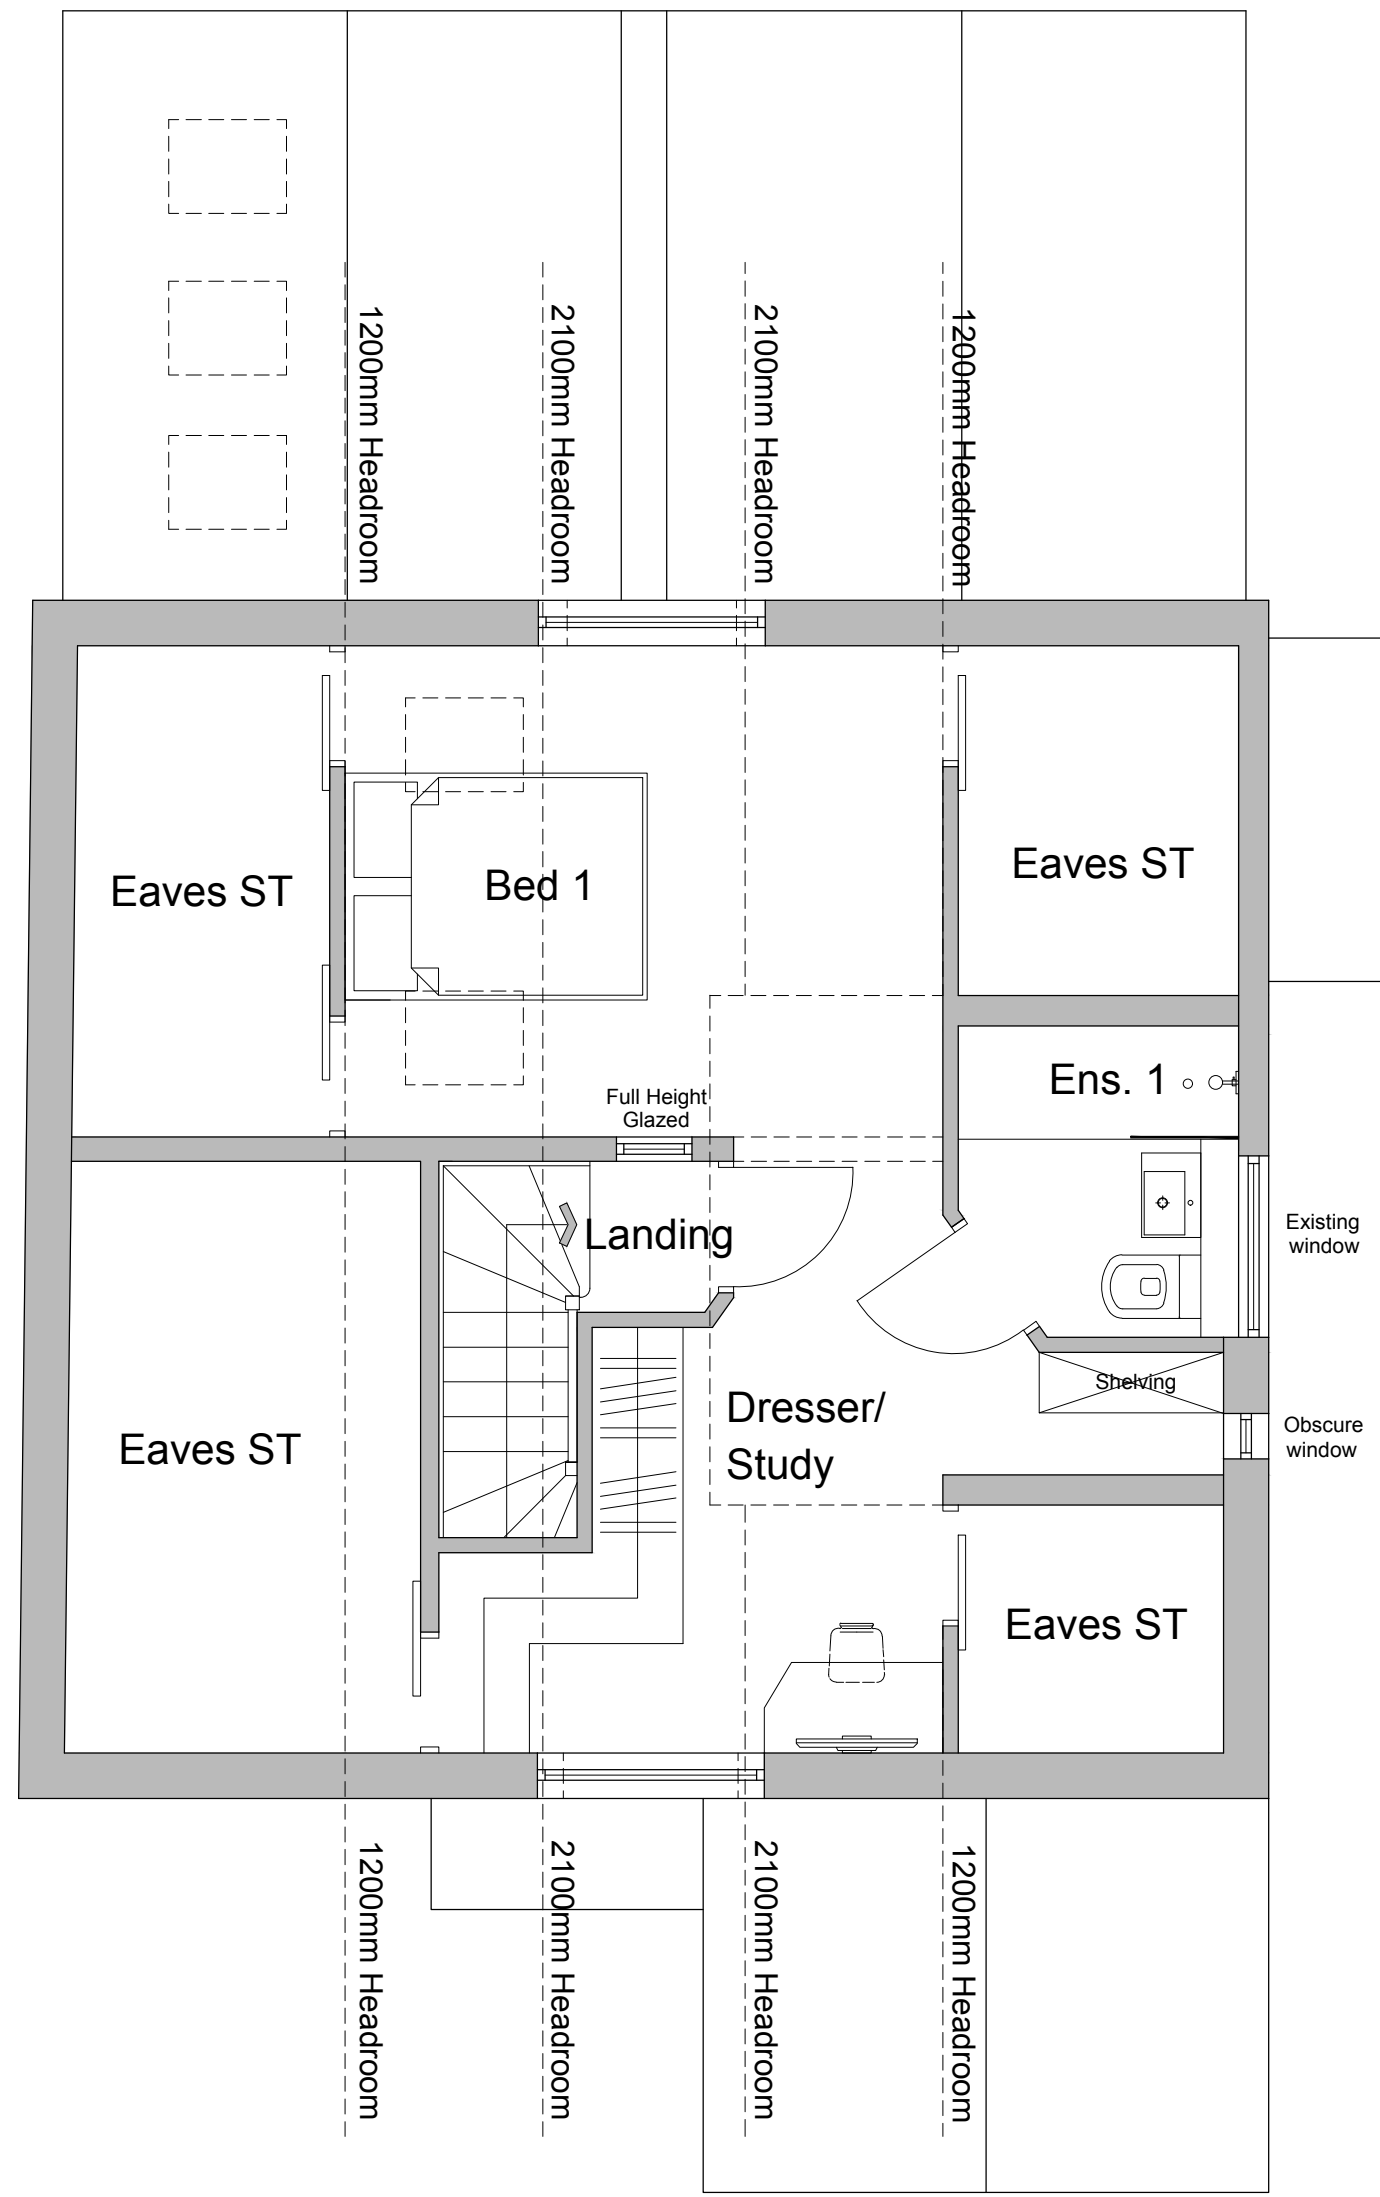 1200mm Headroom
2100mm Headroom
2100mm Headroom
1200mm Headroom
Eaves ST
Bed 1
Eaves ST
Ens. 1
Full Height
Glazed
Landing
Existing
window
Shelving
Dresser/
Study
Obscure
window
Eaves ST
Eaves ST
1200mm Headroom
2100mm Headroom
2100mm Headroom
1200mm Headroom